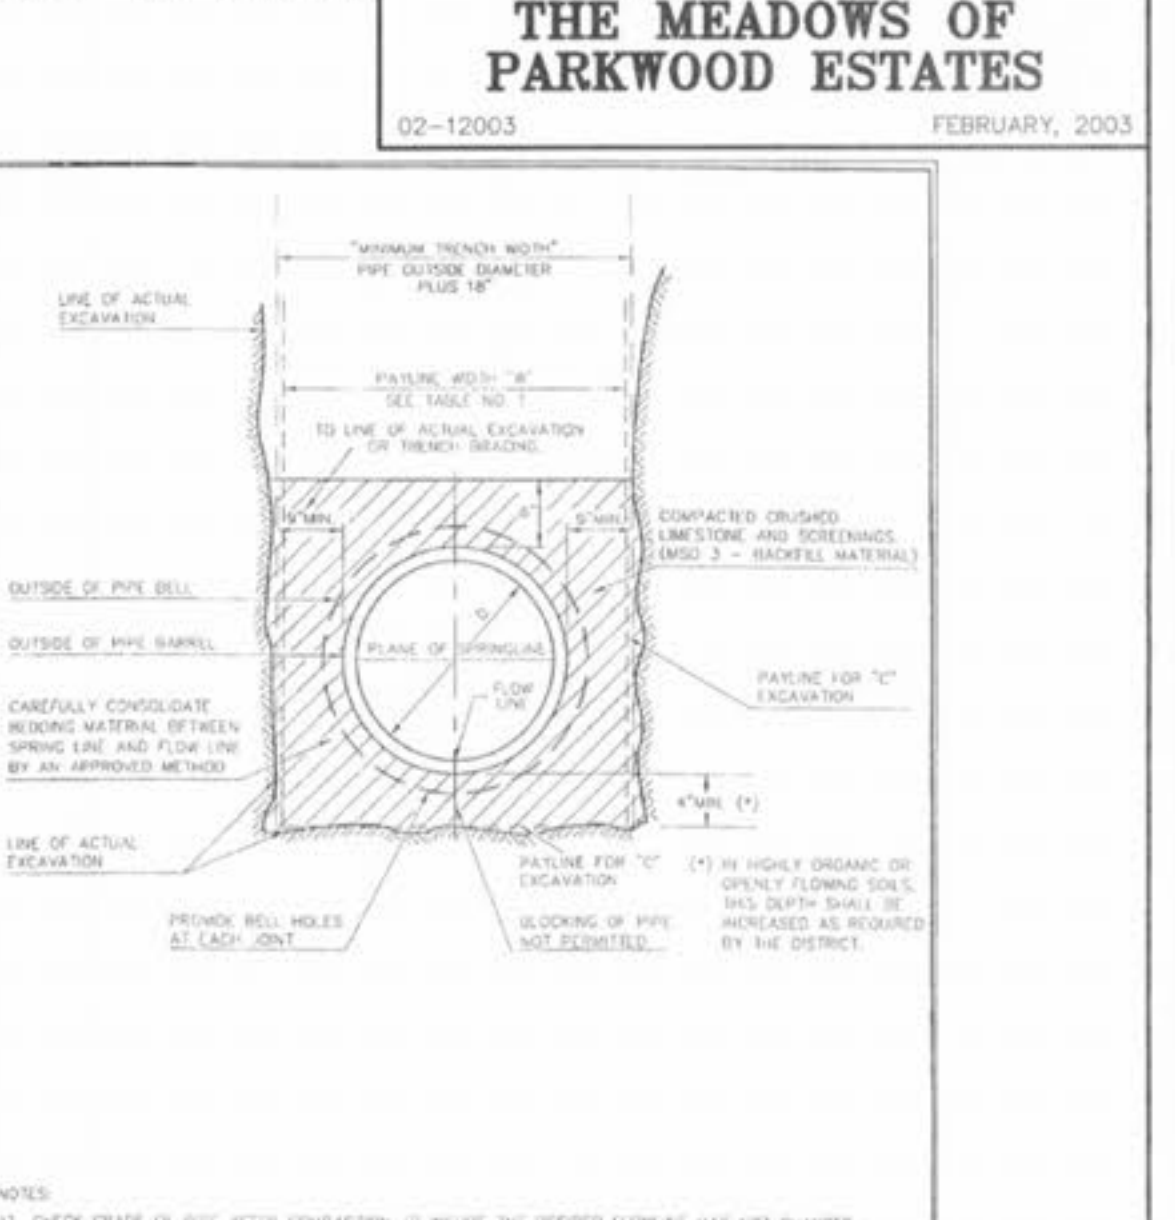 THE MEADOWS OF
PARKWOOD ESTATES
02-12003
FEBRUARY, 2003
"MINIMUM TRENCH WIDTH"
PIPE OUTSIDE DIAMETER
PLUS 18"
LINE OF ACTUAL
EXCAVATION
PAYLINE WIDTH "W"
SEE TABLE NO. 1
TO LINE OF ACTUAL EXCAVATION
OR TRENCH BRACING.
9"MIN.
6"
9"MIN.
COMPACTED CRUSHED
LIMESTONE AND SCREENINGS.
(MSD 3 - BACKFILL MATERIAL)
OUTSIDE OF PIPE BELL
D
OUTSIDE OF PIPE BARREL
PLANE OF SPRINGLINE
FLOW
LINE
PAYLINE FOR "C"
EXCAVATION
CAREFULLY CONSOLIDATE
BEDDING MATERIAL BETWEEN
SPRING LINE AND FLOW LINE
BY AN APPROVED METHOD
4"MIN. (*)
LINE OF ACTUAL
EXCAVATION
PAYLINE FOR "C"
EXCAVATION
(*) IN HIGHLY ORGANIC OR
OPENLY FLOWING SOILS,
THIS DEPTH SHALL BE
INCREASED AS REQUIRED
BY THE DISTRICT.
PROVIDE BELL HOLES
AT EACH JOINT
BLOCKING OF PIPE
NOT PERMITTED
NOTES: